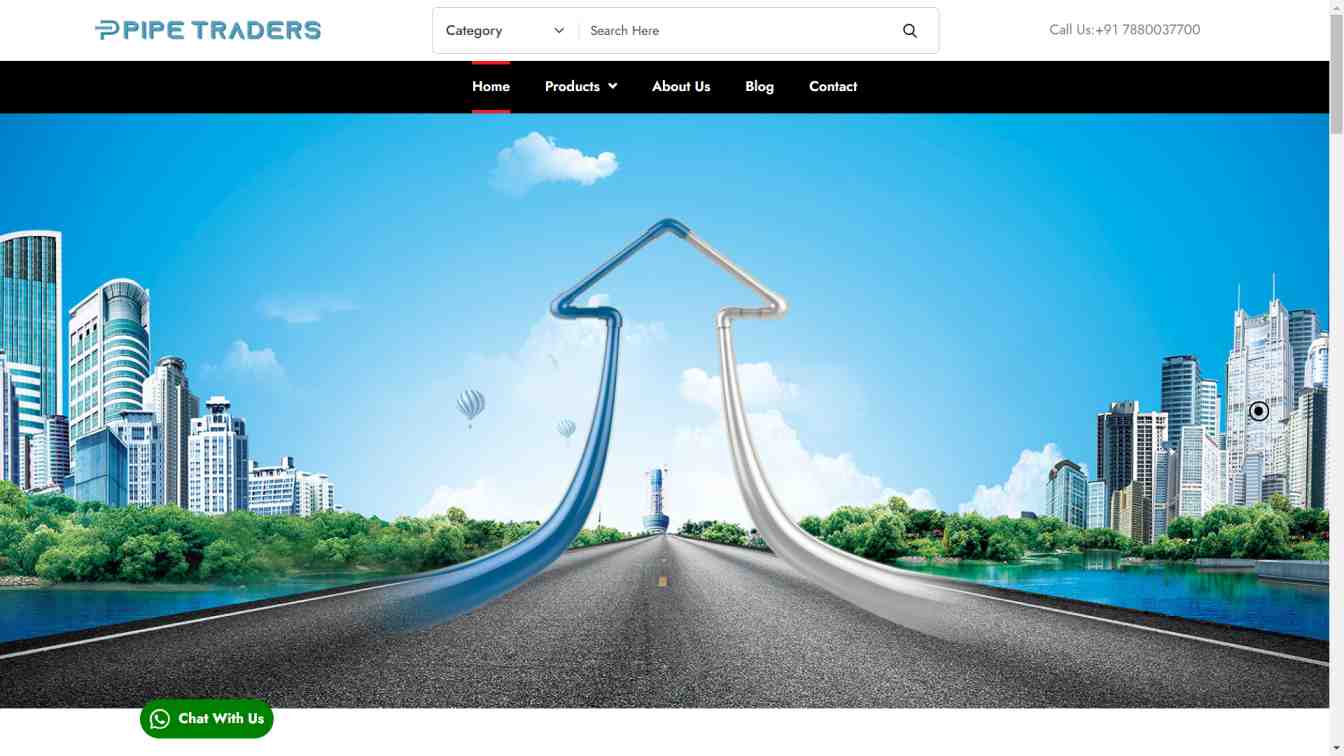 PIPE TRADERS
Category
Search Here
Call Us:+91 7880037700
Home
Products
About Us
Blog
Contact
Chat With Us